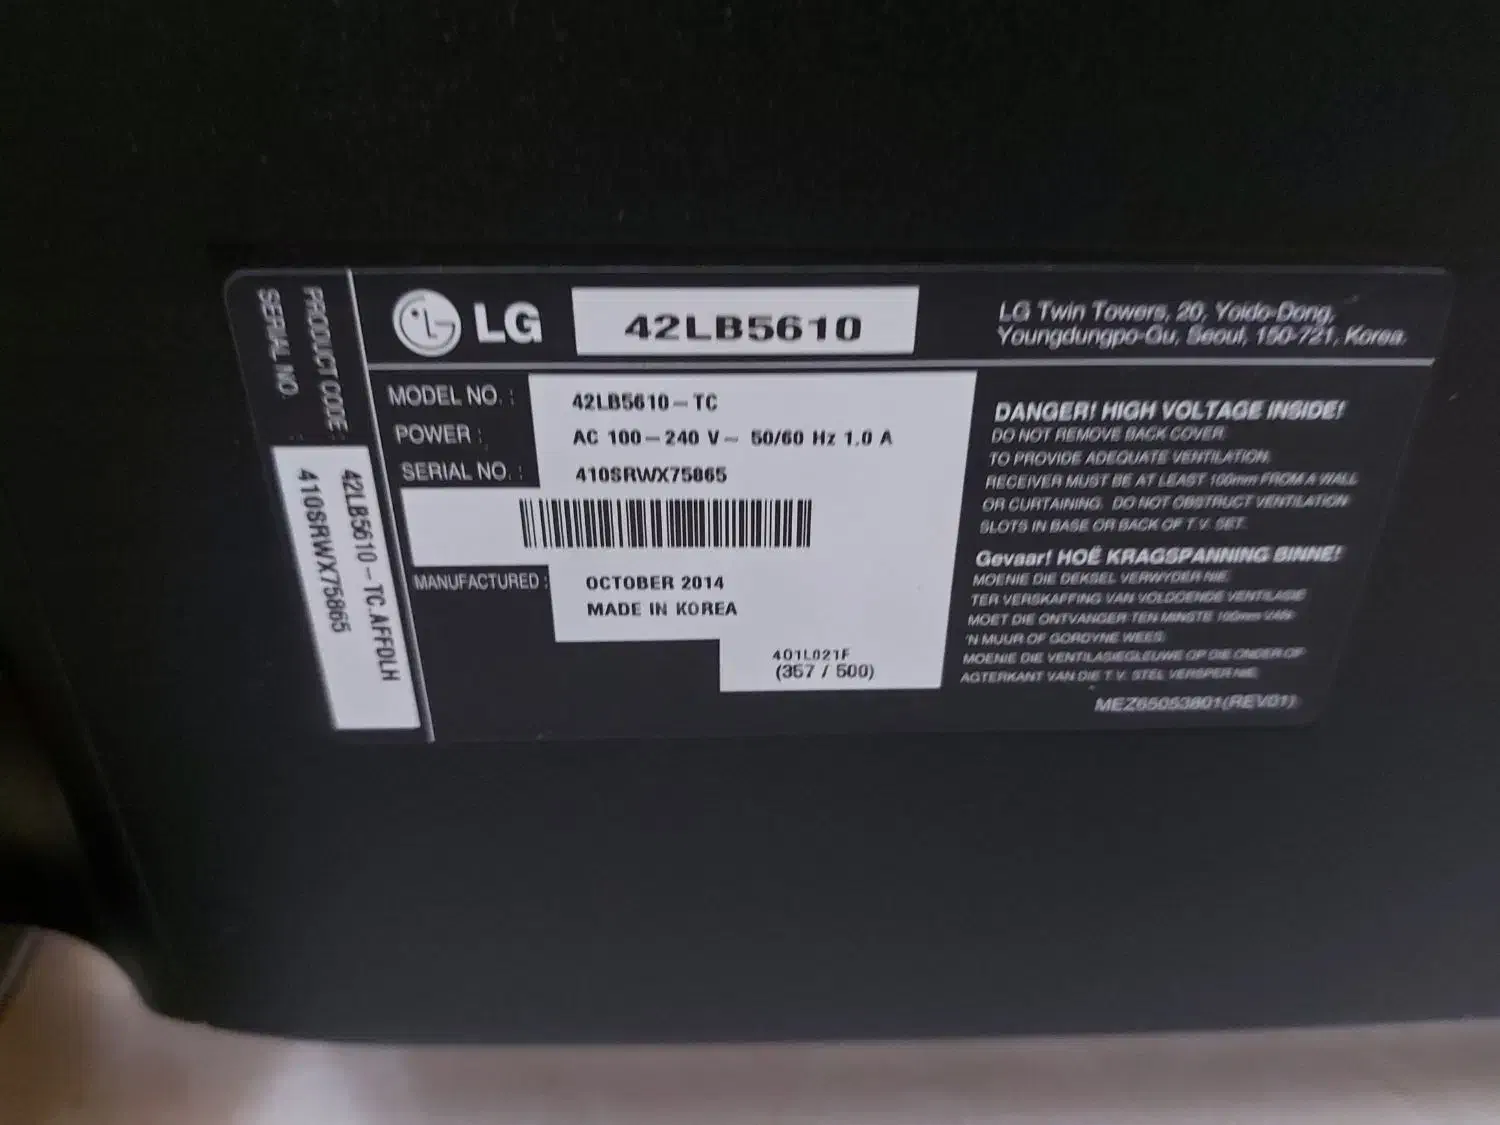 PRODUCT CODE :
SERIAL NO. :
42LB5610-TC.AFFDLH
410SRWX75865
LG
42LB5610
LG Twin Towers, 20, Yoido-Dong,
Youngdungpo-Gu, Seoul, 150-721, Korea.
MODEL NO. : 42LB5610-TC
POWER : AC 100-240 V~ 50/60 Hz 1.0 A
SERIAL NO. : 410SRWX75865
MANUFACTURED : OCTOBER 2014
MADE IN KOREA
401L021F
(357 / 500)
DANGER! HIGH VOLTAGE INSIDE!
DO NOT REMOVE BACK COVER.
TO PROVIDE ADEQUATE VENTILATION,
RECEIVER MUST BE AT LEAST 100mm FROM A WALL
OR CURTAINING. DO NOT OBSTRUCT VENTILATION
SLOTS IN BASE OR BACK OF T.V. SET.
Gevaar! HOË KRAGSPANNING BINNE!
MOENIE DIE DEKSEL VERWYDER NIE.
TER VERSKAFFING VAN VOLDOENDE VENTILASIE
MOET DIE ONTVANGER TEN MINSTE 100mm VAN
'N MUUR OF GORDYNE WEES.
MOENIE DIE VENTILASIEGLEUWE OP DIE ONDER OF
AGTERKANT VAN DIE T.V. STEL VERSPER NIE.
MEZ65053801(REV01)